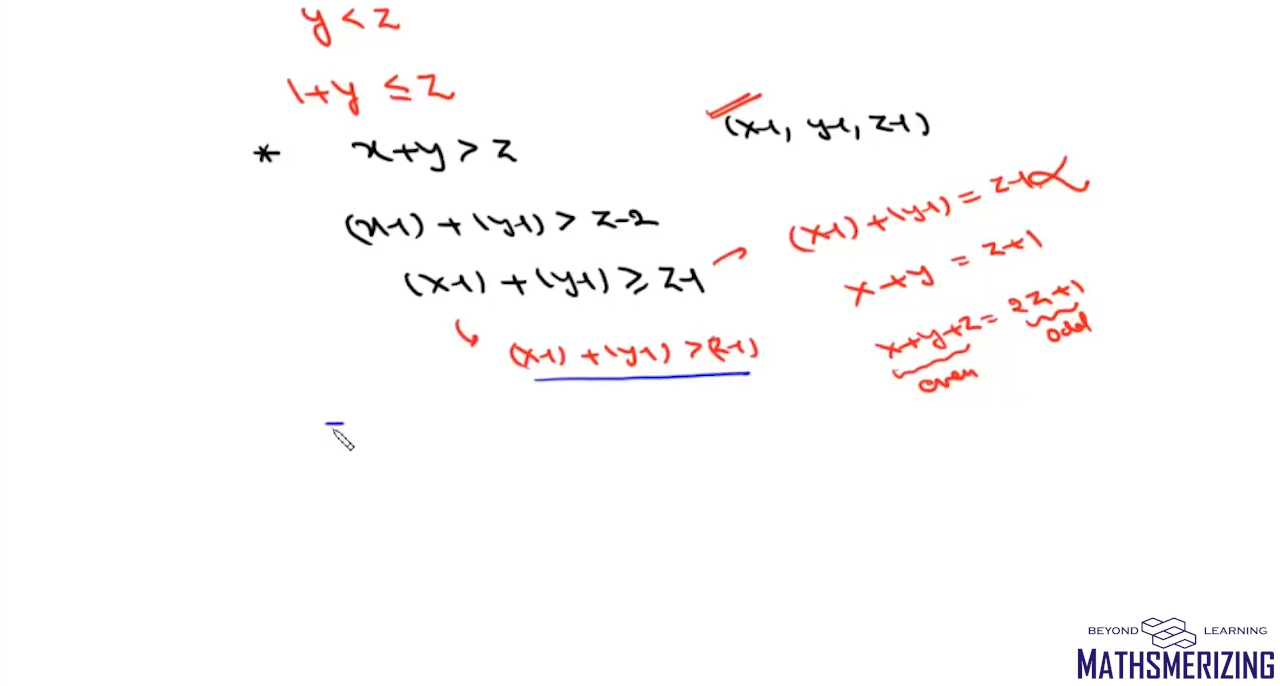 y < z
1+y ≤ z
* x+y > z
(x-1, y-1, z-1)
(x-1) + (y-1) > z-2
(x-1) + (y-1) ≥ z-1
(x-1) + (y-1) > (z-1)
(x-1) + (y-1) = z-1
x+y = z+1
x+y+z = 2z+1
even
odd
BEYOND LEARNING
MATHSMERIZING